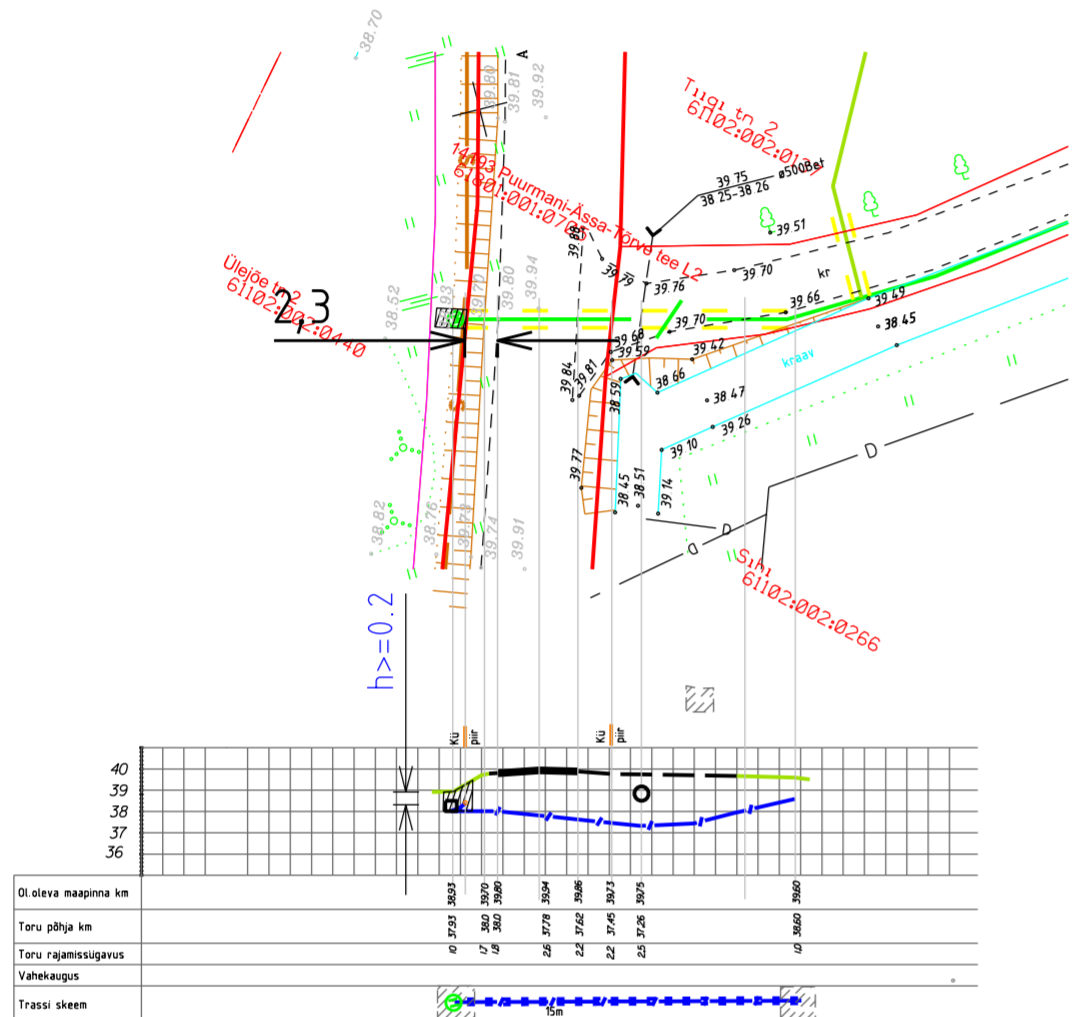 38.70
A
39.80
39.81
39.92
Tiigi tn 2
14193 Puurmani-Ässa-Tõrve tee L2
39 75
38 25-38 26
ø500Bet
39.51
39.88
39 79
39.76
39.70
kr
39.66
39.49
38.45
Ülejõe tn 2
61102:002:0440
2,3
38.52
39.70
39.80
39.94
39.70
39 68
39 59
39 42
kraav
39.84
39.81
38.59
38 66
38.47
39 26
39 10
39.77
38 45
38 51
39 14
D
D
D
38.82
38.76
39.74
39.91
Sihi
61102:002:0266
h>=0.2
Kü piir
Kü piir
40
39
38
37
36
Ol.oleva maapinna km
38.93 39.70 39.80 39.94 39.86 39.73 39.75 39.60
Toru põhja km
37.93 38.0 38.0 37.78 37.62 37.45 37.26 38.60
Toru rajamissügavus
1.0 1.7 1.8 2.6 2.2 2.2 2.5 1.0
Vahekaugus
Trassi skeem
15m